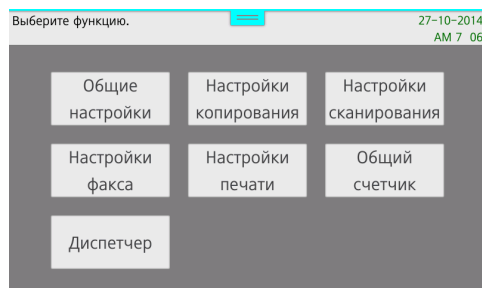 Выберите функцию.
27-10-2014
AM 7 06
Общие
настройки
Настройки
копирования
Настройки
сканирования
Настройки
факса
Настройки
печати
Общий
счетчик
Диспетчер